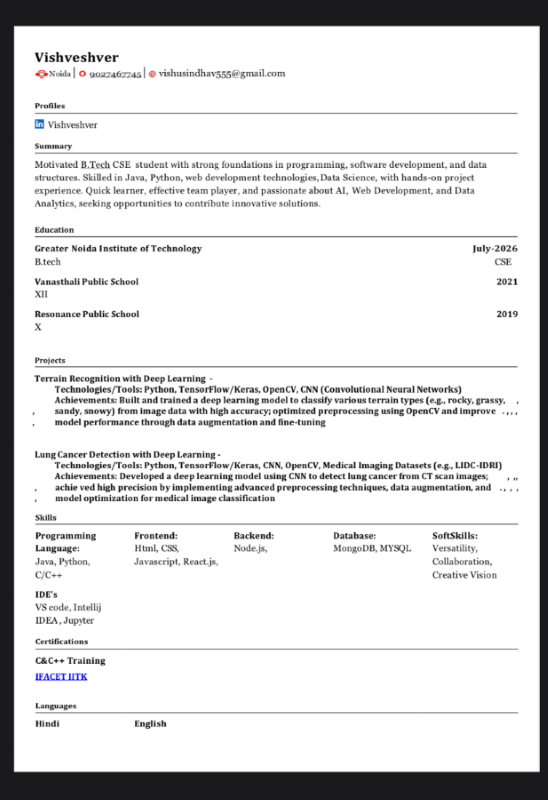 Vishveshver
Noida | 9027467745 | @ vishusindhav555@gmail.com
Profiles
in Vishveshver
Summary
Motivated B.Tech CSE student with strong foundations in programming, software development, and data
structures. Skilled in Java, Python, web development technologies,Data Science, with hands-on project
experience. Quick learner, effective team player, and passionate about AI, Web Development, and Data
Analytics, seeking opportunities to contribute innovative solutions.
Education
Greater Noida Institute of Technology July-2026
B.tech CSE
Vanasthali Public School 2021
XII
Resonance Public School 2019
X
Projects
Terrain Recognition with Deep Learning -
Technologies/Tools: Python, TensorFlow/Keras, OpenCV, CNN (Convolutional Neural Networks)
Achievements: Built and trained a deep learning model to classify various terrain types (e.g., rocky, grassy, ,
, sandy, snowy) from image data with high accuracy; optimized preprocessing using OpenCV and improve . , , ,
, model performance through data augmentation and fine-tuning
Lung Cancer Detection with Deep Learning -
Technologies/Tools: Python, TensorFlow/Keras, CNN, OpenCV, Medical Imaging Datasets (e.g., LIDC-IDRI)
Achievements: Developed a deep learning model using CNN to detect lung cancer from CT scan images; , , ,
, achie ved high precision by implementing advanced preprocessing techniques, data augmentation, and . , , ,
, model optimization for medical image classification
Skills
Programming Frontend: Backend: Database: SoftSkills:
Language: Html, CSS, Node.js, MongoDB, MYSQL Versatility,
Java, Python, Javascript, React.js, Collaboration,
C/C++ Creative Vision
IDE's
VS code, Intellij
IDEA, Jupyter
Certifications
C&C++ Training
IFACET IITK
Languages
Hindi English